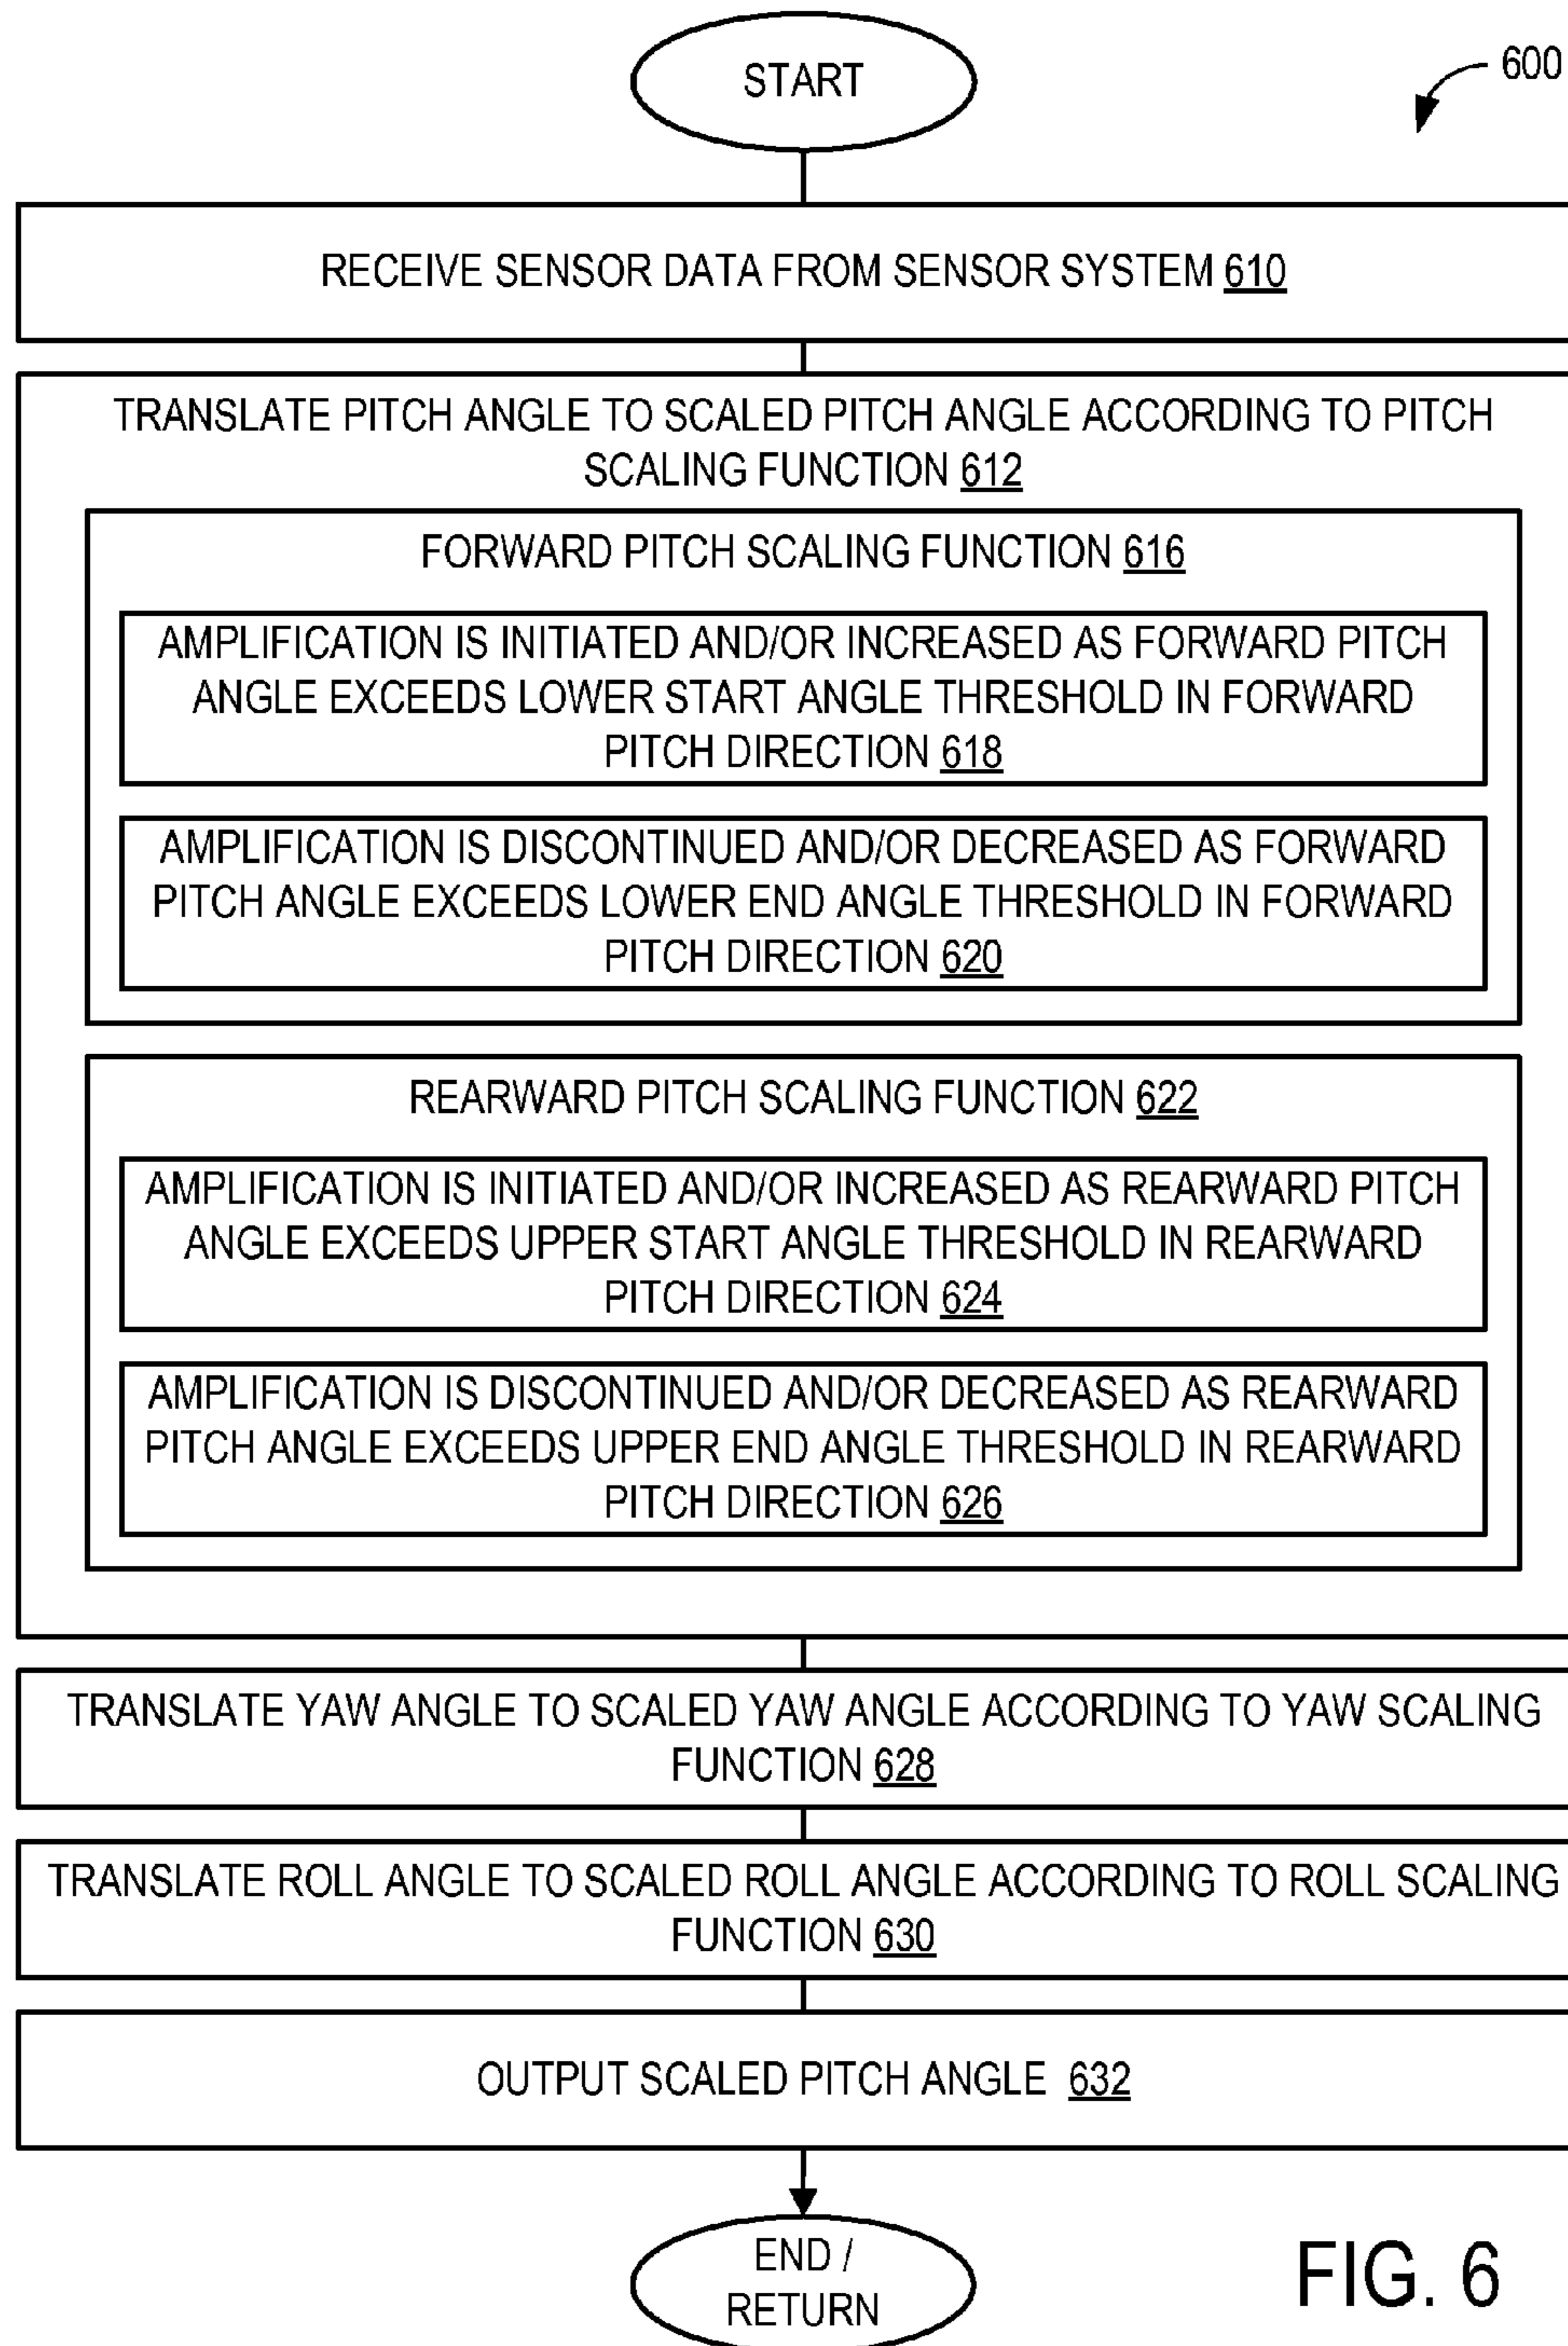 START
600
RECEIVE SENSOR DATA FROM SENSOR SYSTEM 610
TRANSLATE PITCH ANGLE TO SCALED PITCH ANGLE ACCORDING TO PITCH
SCALING FUNCTION 612
FORWARD PITCH SCALING FUNCTION 616
AMPLIFICATION IS INITIATED AND/OR INCREASED AS FORWARD PITCH
ANGLE EXCEEDS LOWER START ANGLE THRESHOLD IN FORWARD
PITCH DIRECTION 618
AMPLIFICATION IS DISCONTINUED AND/OR DECREASED AS FORWARD
PITCH ANGLE EXCEEDS LOWER END ANGLE THRESHOLD IN FORWARD
PITCH DIRECTION 620
REARWARD PITCH SCALING FUNCTION 622
AMPLIFICATION IS INITIATED AND/OR INCREASED AS REARWARD PITCH
ANGLE EXCEEDS UPPER START ANGLE THRESHOLD IN REARWARD
PITCH DIRECTION 624
AMPLIFICATION IS DISCONTINUED AND/OR DECREASED AS REARWARD
PITCH ANGLE EXCEEDS UPPER END ANGLE THRESHOLD IN REARWARD
PITCH DIRECTION 626
TRANSLATE YAW ANGLE TO SCALED YAW ANGLE ACCORDING TO YAW SCALING
FUNCTION 628
TRANSLATE ROLL ANGLE TO SCALED ROLL ANGLE ACCORDING TO ROLL SCALING
FUNCTION 630
OUTPUT SCALED PITCH ANGLE 632
END /
RETURN
FIG. 6